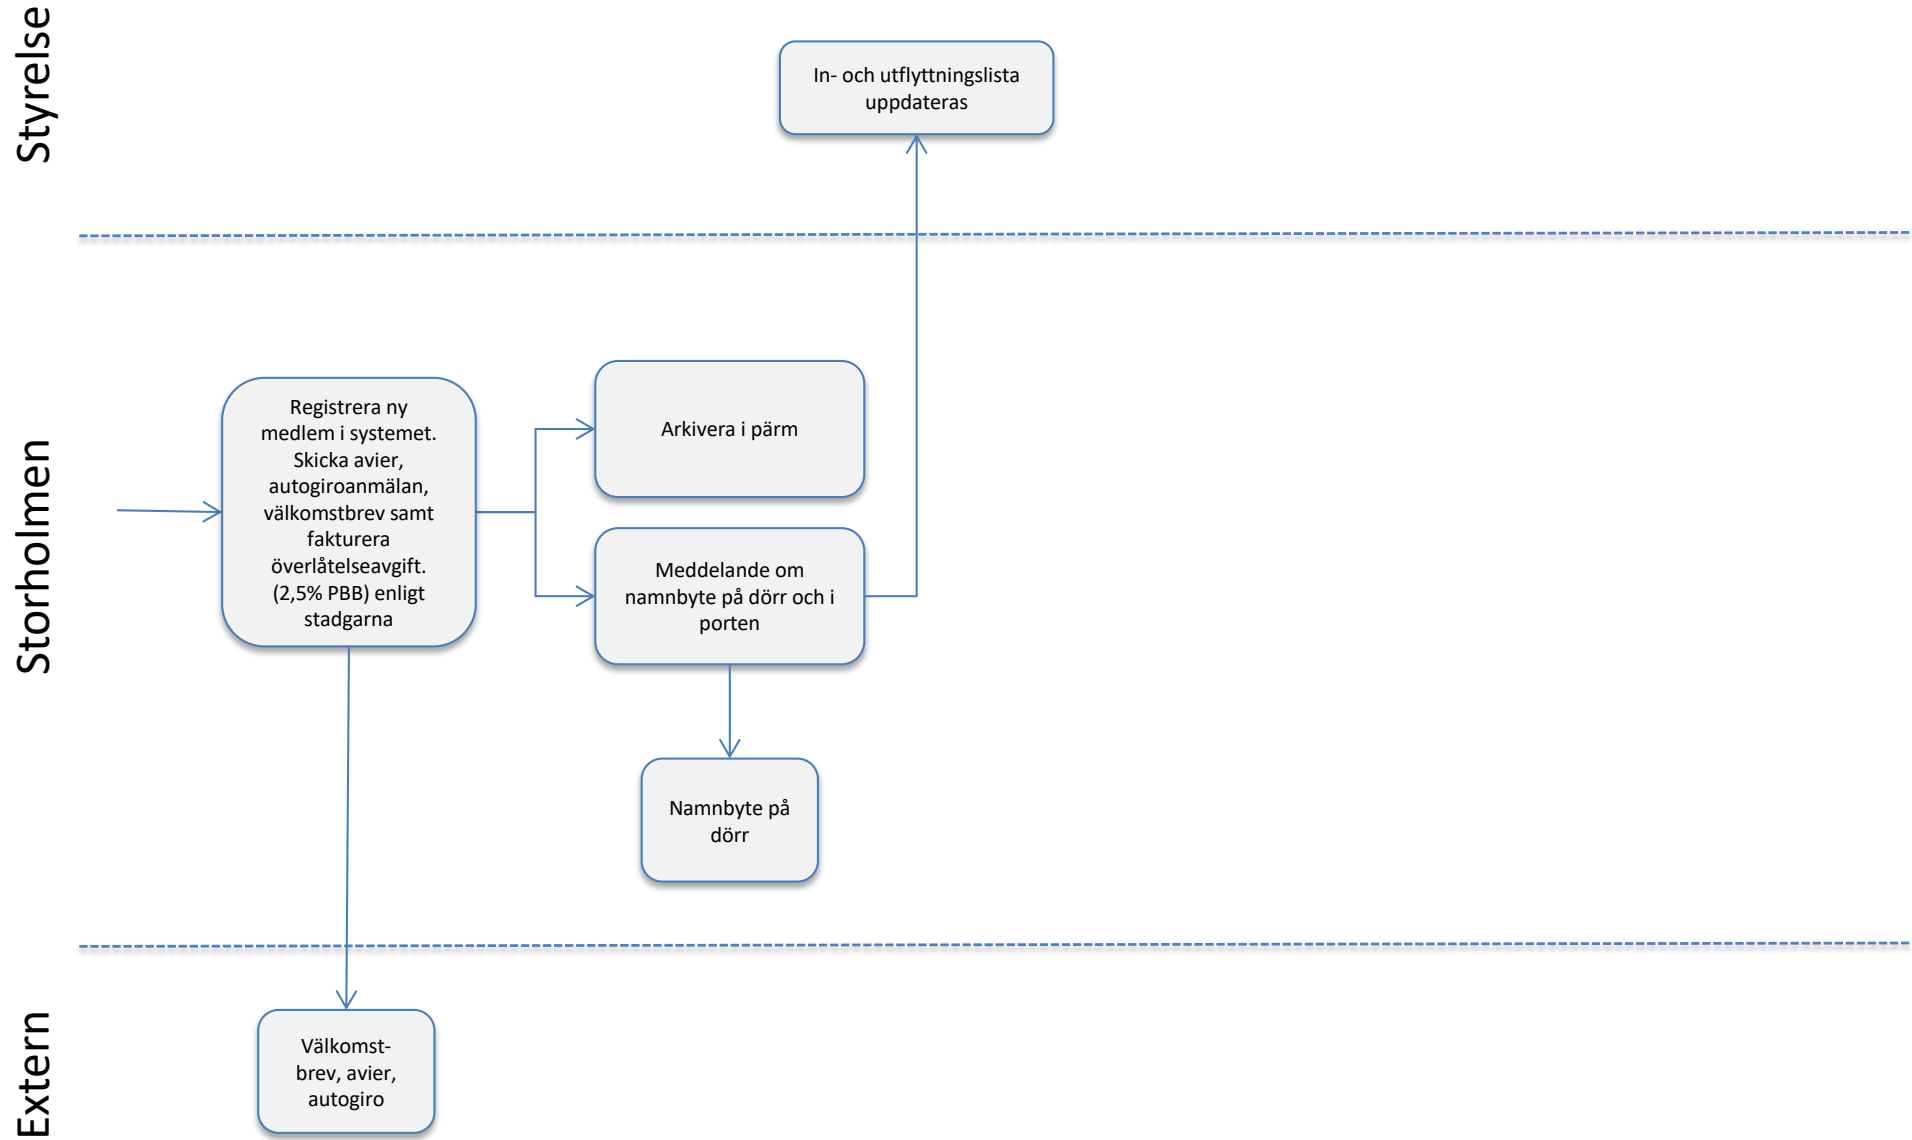 Styrelse
In- och utflyttningslista
uppdateras
Storholmen
Registrera ny
medlem i systemet.
Skicka avier,
autogiroanmälan,
välkomstbrev samt
fakturera
överlåtelseavgift.
(2,5% PBB) enligt
stadgarna
Arkivera i pärm
Meddelande om
namnbyte på dörr och i
porten
Namnbyte på
dörr
Extern
Välkomst-
brev, avier,
autogiro